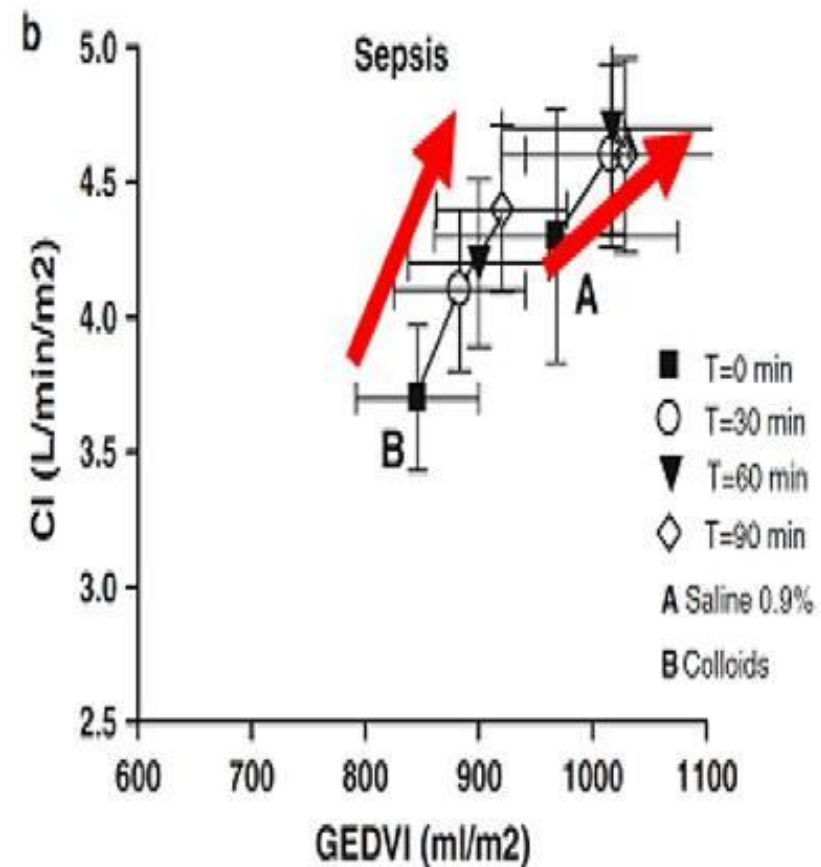 b
Sepsis
5.0
4.5
4.0
3.5
3.0
2.5
CI (L/min/m2)
A
B
T=0 min
T=30 min
T=60 min
T=90 min
A Saline 0.9%
B Colloids
600 700 800 900 1000 1100
GEDVI (ml/m2)